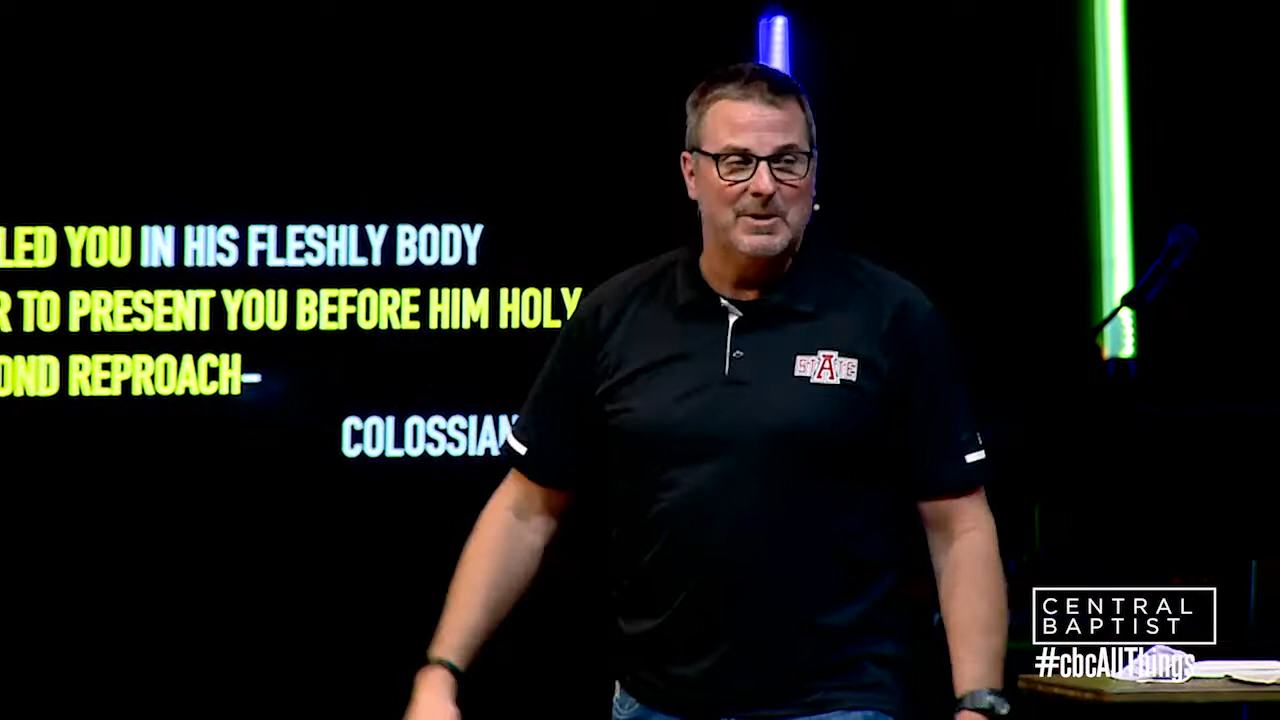 LED YOU IN HIS FLESHLY BODY
R TO PRESENT YOU BEFORE HIM HOLY
OND REPROACH-
COLOSSIAN
STATE
CENTRAL
BAPTIST
#cbcAllThings